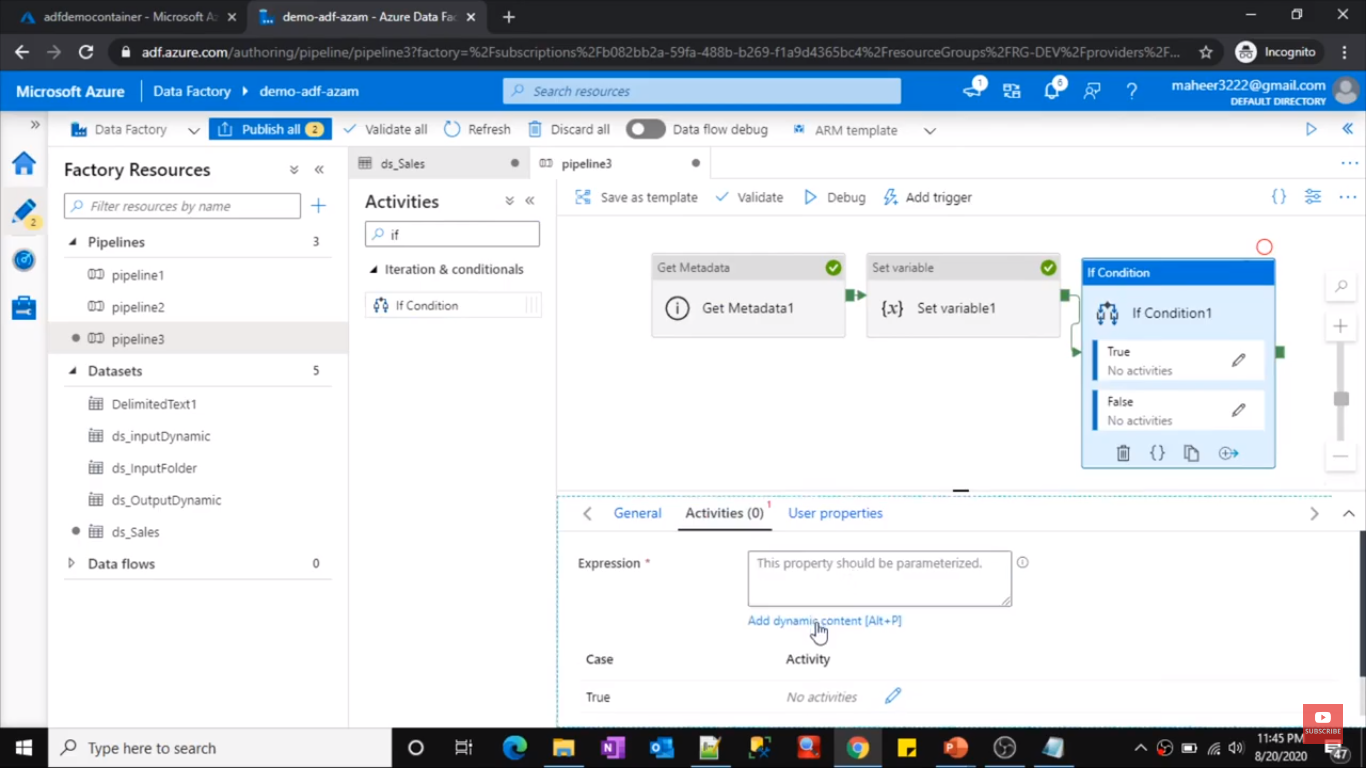 adfdemocontainer - Microsoft Az
demo-adf-azam - Azure Data Fac
adf.azure.com/authoring/pipeline/pipeline3?factory=%2Fsubscriptions%2Fb082bb2a-59fa-488b-b269-f1a9d4365bc4%2FresourceGroups%2FRG-DEV%2Fproviders%2F...
Incognito
Microsoft Azure
Data Factory
demo-adf-azam
Search resources
1
6
maheer3222@gmail.com
DEFAULT DIRECTORY
Data Factory
Publish all 2
Validate all
Refresh
Discard all
Data flow debug
ARM template
2
Factory Resources
Filter resources by name
Pipelines 3
pipeline1
pipeline2
pipeline3
Datasets 5
DelimitedText1
ds_inputDynamic
ds_InputFolder
ds_OutputDynamic
ds_Sales
Data flows 0
ds_Sales
pipeline3
Activities
if
Iteration & conditionals
If Condition
Save as template
Validate
Debug
Add trigger
{}
Get Metadata
Get Metadata1
Set variable
{x} Set variable1
If Condition
If Condition1
True
No activities
False
No activities
{}
General
Activities (0) 1
User properties
Expression *
This property should be parameterized.
Add dynamic content [Alt+P]
Case
Activity
True
No activities
SUBSCRIBE
Type here to search
11:45 PM
8/20/2020
47